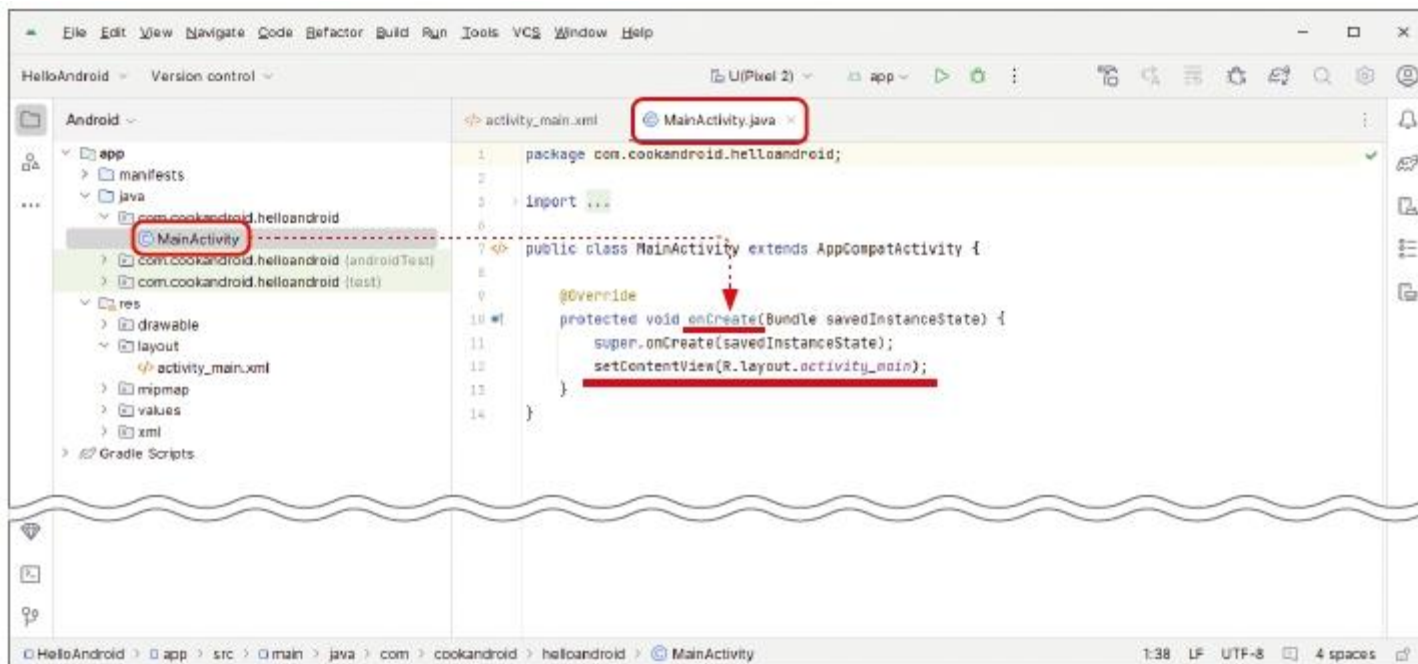 File Edit View Navigate Code Refactor Build Run Tools VCS Window Help
HelloAndroid Version control U(Pixel 2) app
Android
activity_main.xml MainActivity.java
app
manifests
java
com.cookandroid.helloandroid
MainActivity
com.cookandroid.helloandroid (androidTest)
com.cookandroid.helloandroid (test)
res
drawable
layout
activity_main.xml
mipmap
values
xml
Gradle Scripts
1 package com.cookandroid.helloandroid;
2
3 import ...
6
7 public class MainActivity extends AppCompatActivity {
8
9 @Override
10 protected void onCreate(Bundle savedInstanceState) {
11 super.onCreate(savedInstanceState);
12 setContentView(R.layout.activity_main);
13 }
14 }
HelloAndroid > app > src > main > java > com > cookandroid > helloandroid > MainActivity 1:38 LF UTF-8 4 spaces